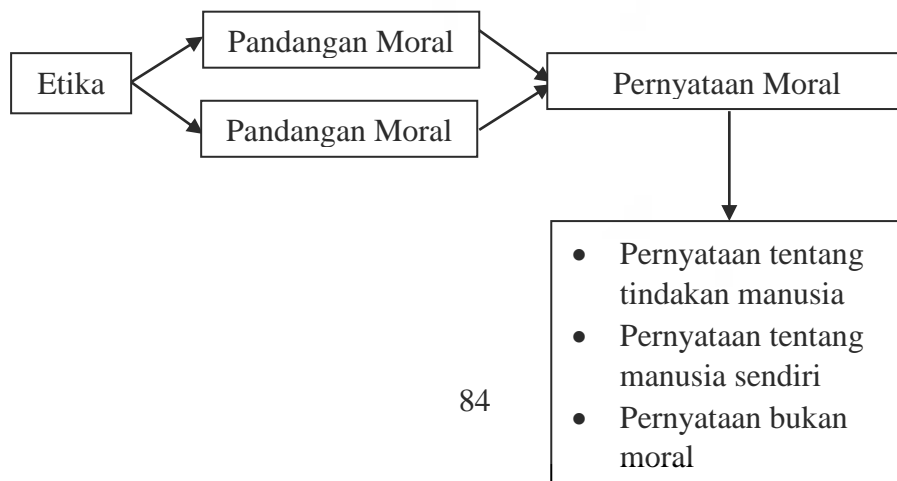 Pandangan Moral
Etika
Pandangan Moral
Pernyataan Moral
• Pernyataan tentang
tindakan manusia
• Pernyataan tentang
manusia sendiri
• Pernyataan bukan
moral
84